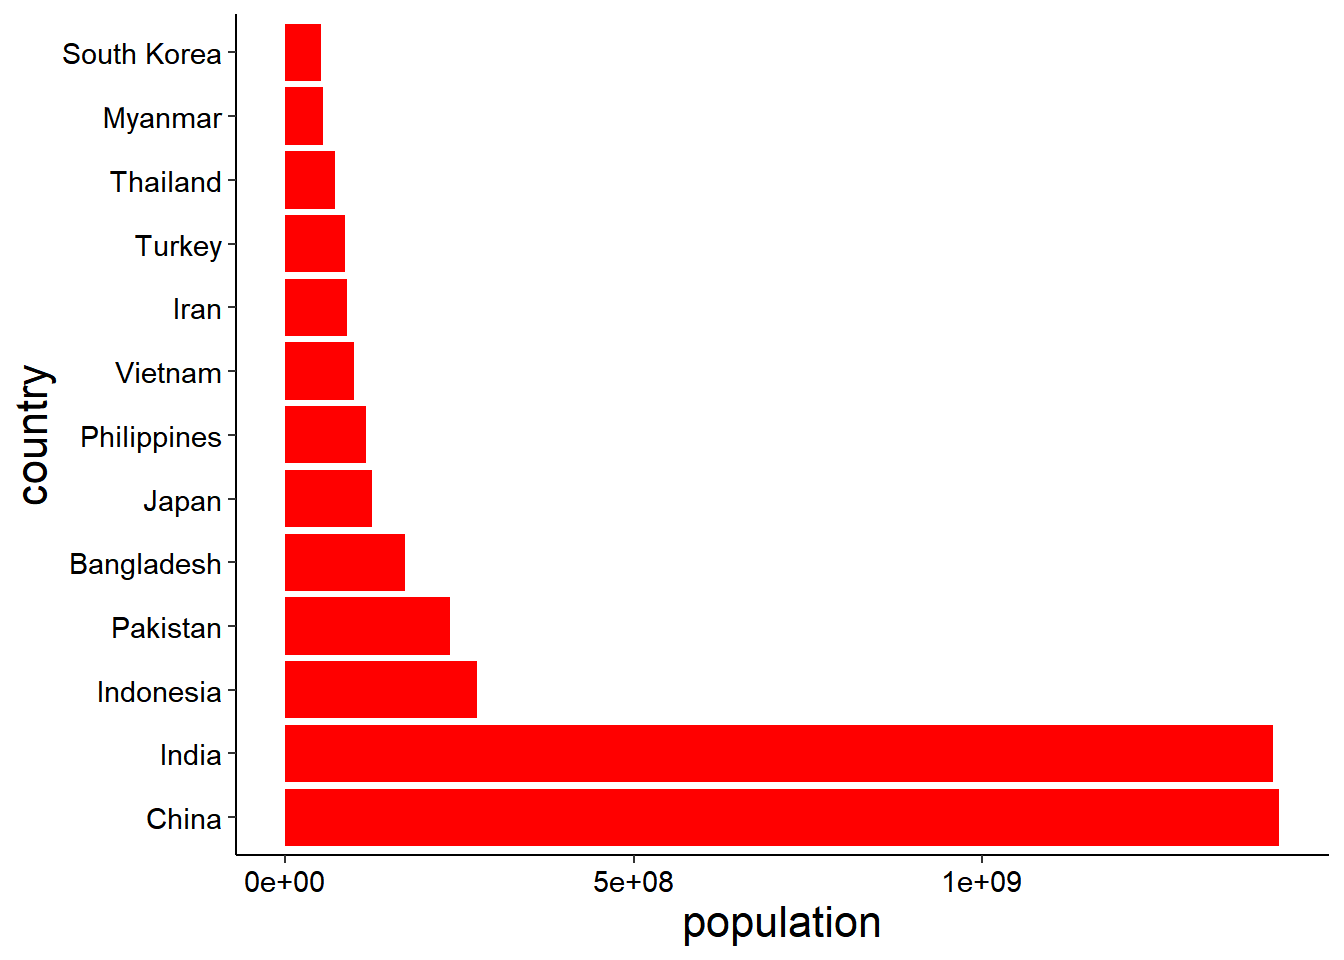 South Korea
Myanmar
Thailand
Turkey
Iran
Vietnam
Philippines
Japan
Bangladesh
Pakistan
Indonesia
India
China
country
0e+00 5e+08 1e+09
population